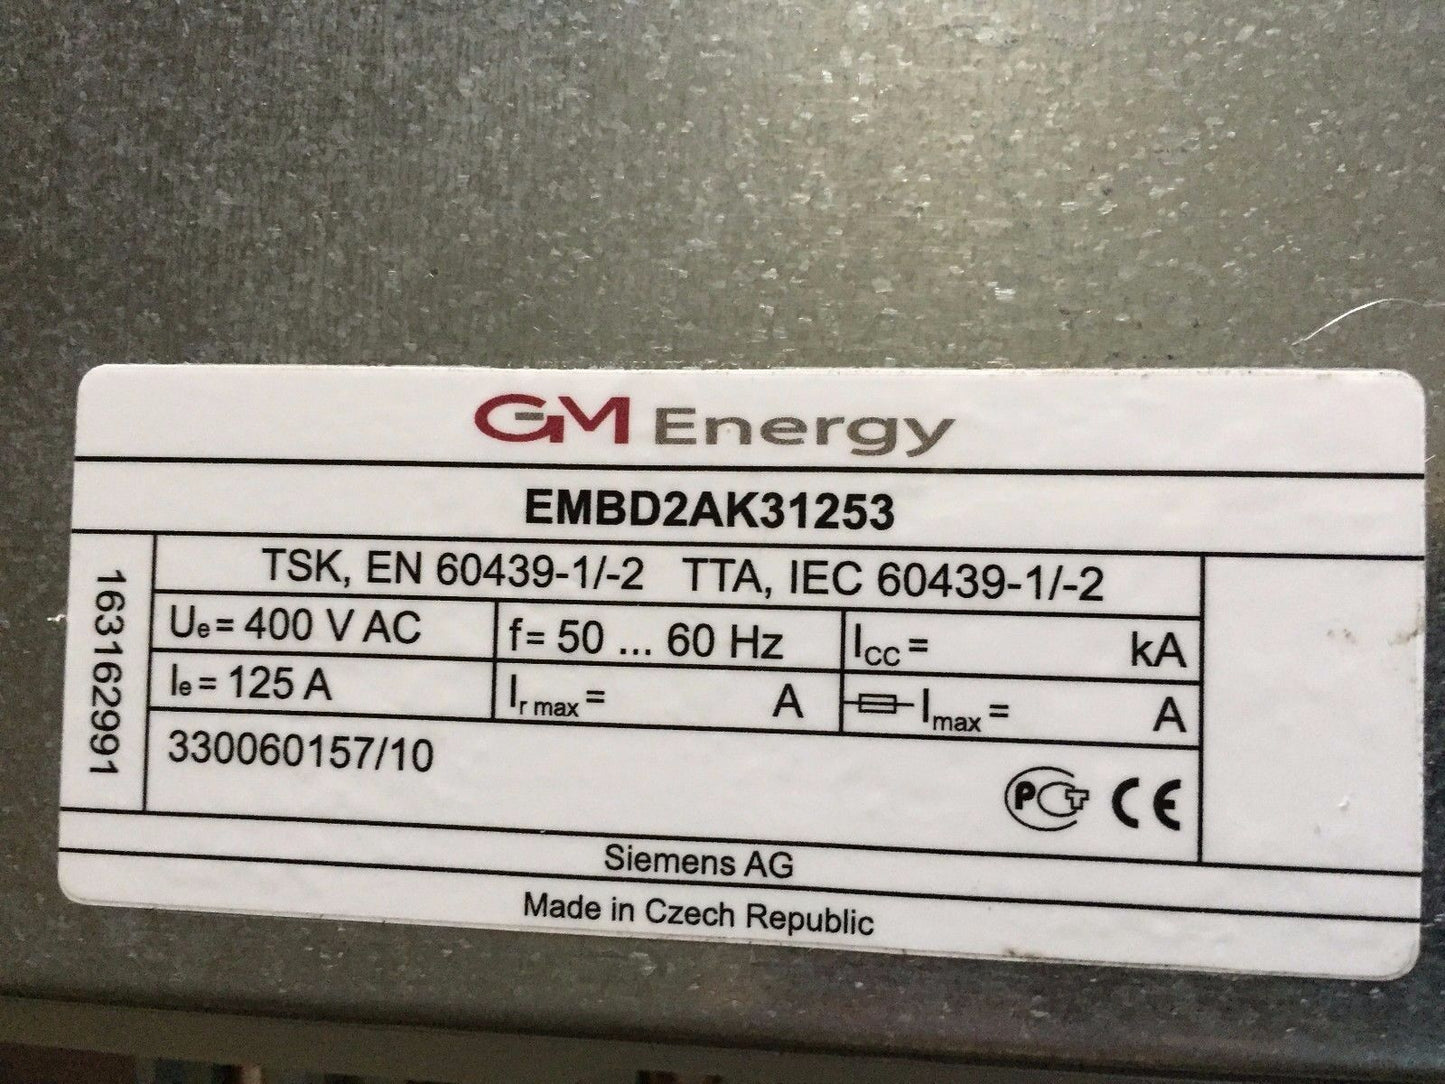 GM Energy
EMBD2AK31253
163162991
TSK, EN 60439-1/-2 TTA, IEC 60439-1/-2
Ue= 400 V AC f= 50 ... 60 Hz Icc= kA
Ie= 125 A Ir max= A Imax= A
330060157/10
PCT CE
Siemens AG
Made in Czech Republic